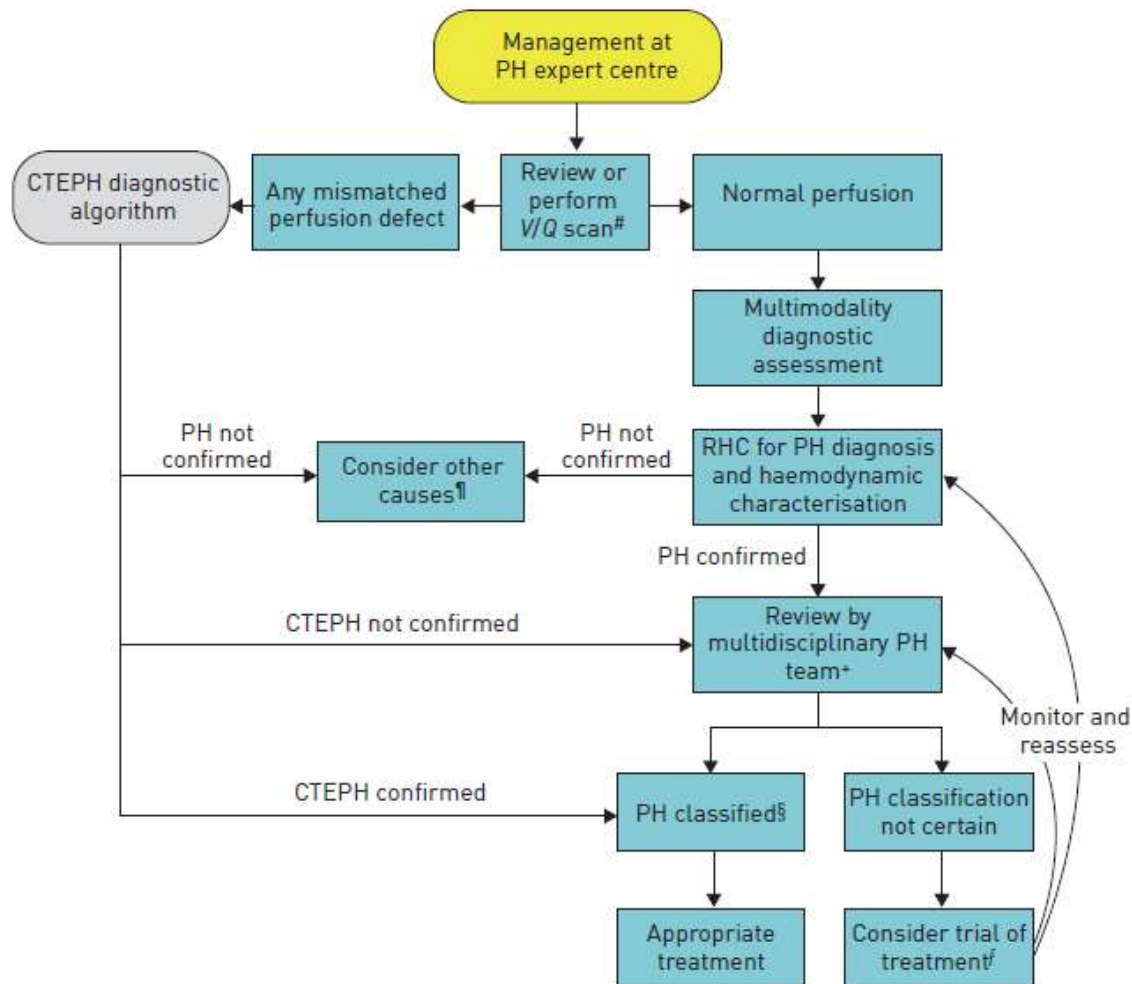 Management at
PH expert centre
CTEPH diagnostic
algorithm
Any mismatched
perfusion defect
Review or
perform
V/Q scan#
Normal perfusion
Multimodality
diagnostic
assessment
PH not
confirmed
Consider other
causes¶
PH not
confirmed
RHC for PH diagnosis
and haemodynamic
characterisation
PH confirmed
CTEPH not confirmed
Review by
multidisciplinary PH
team+
Monitor and
reassess
CTEPH confirmed
PH classified§
PH classification
not certain
Appropriate
treatment
Consider trial of
treatmentƒ